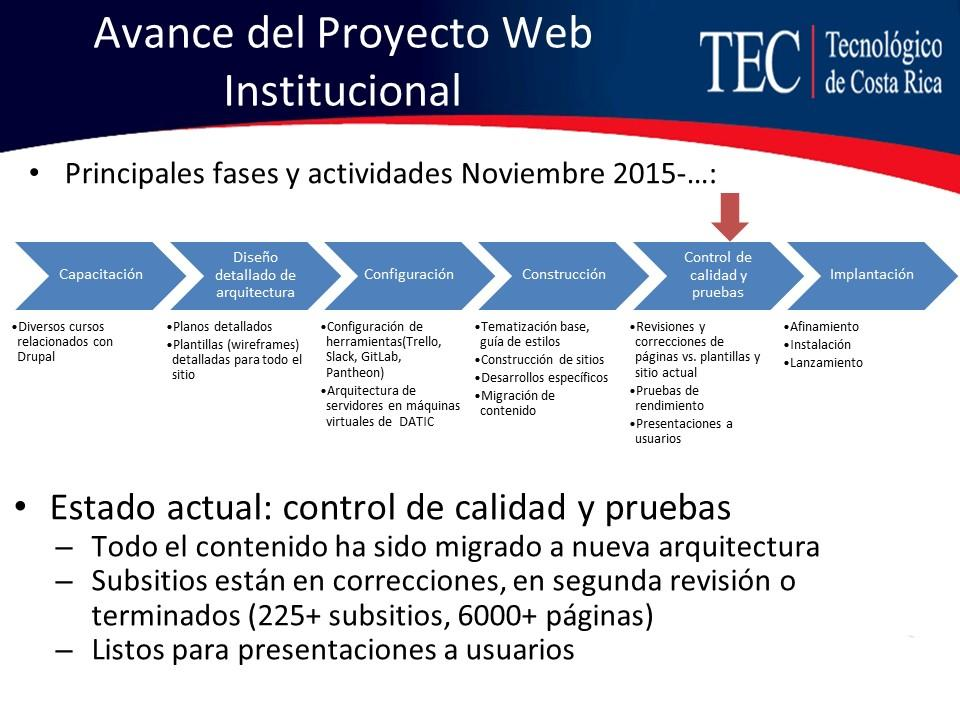 Avance del Proyecto Web
Institucional
TEC
Tecnológico
de Costa Rica
• Principales fases y actividades Noviembre 2015-…:
Capacitación
•Diversos cursos
relacionados con
Drupal
Diseño
detallado de
arquitectura
•Planos detallados
•Plantillas (wireframes)
detalladas para todo el
sitio
Configuración
•Configuración de
herramientas(Trello,
Slack, GitLab,
Pantheon)
•Arquitectura de
servidores en máquinas
virtuales de DATIC
Construcción
•Tematización base,
guía de estilos
•Construcción de sitios
•Desarrollos específicos
•Migración de
contenido
Control de
calidad y
pruebas
•Revisiones y
correcciones de
páginas vs. plantillas y
sitio actual
•Pruebas de
rendimiento
•Presentaciones a
usuarios
Implantación
•Afinamiento
•Instalación
•Lanzamiento
• Estado actual: control de calidad y pruebas
– Todo el contenido ha sido migrado a nueva arquitectura
– Subsitios están en correcciones, en segunda revisión o
terminados (225+ subsitios, 6000+ páginas)
– Listos para presentaciones a usuarios